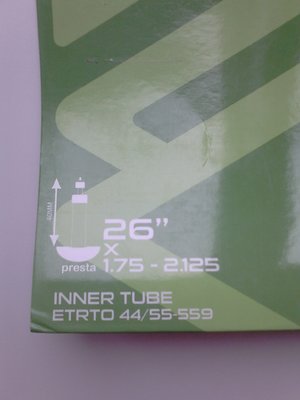 26"
X
1.75 - 2.125
presta
INNER TUBE
ETRTO 44/55-559